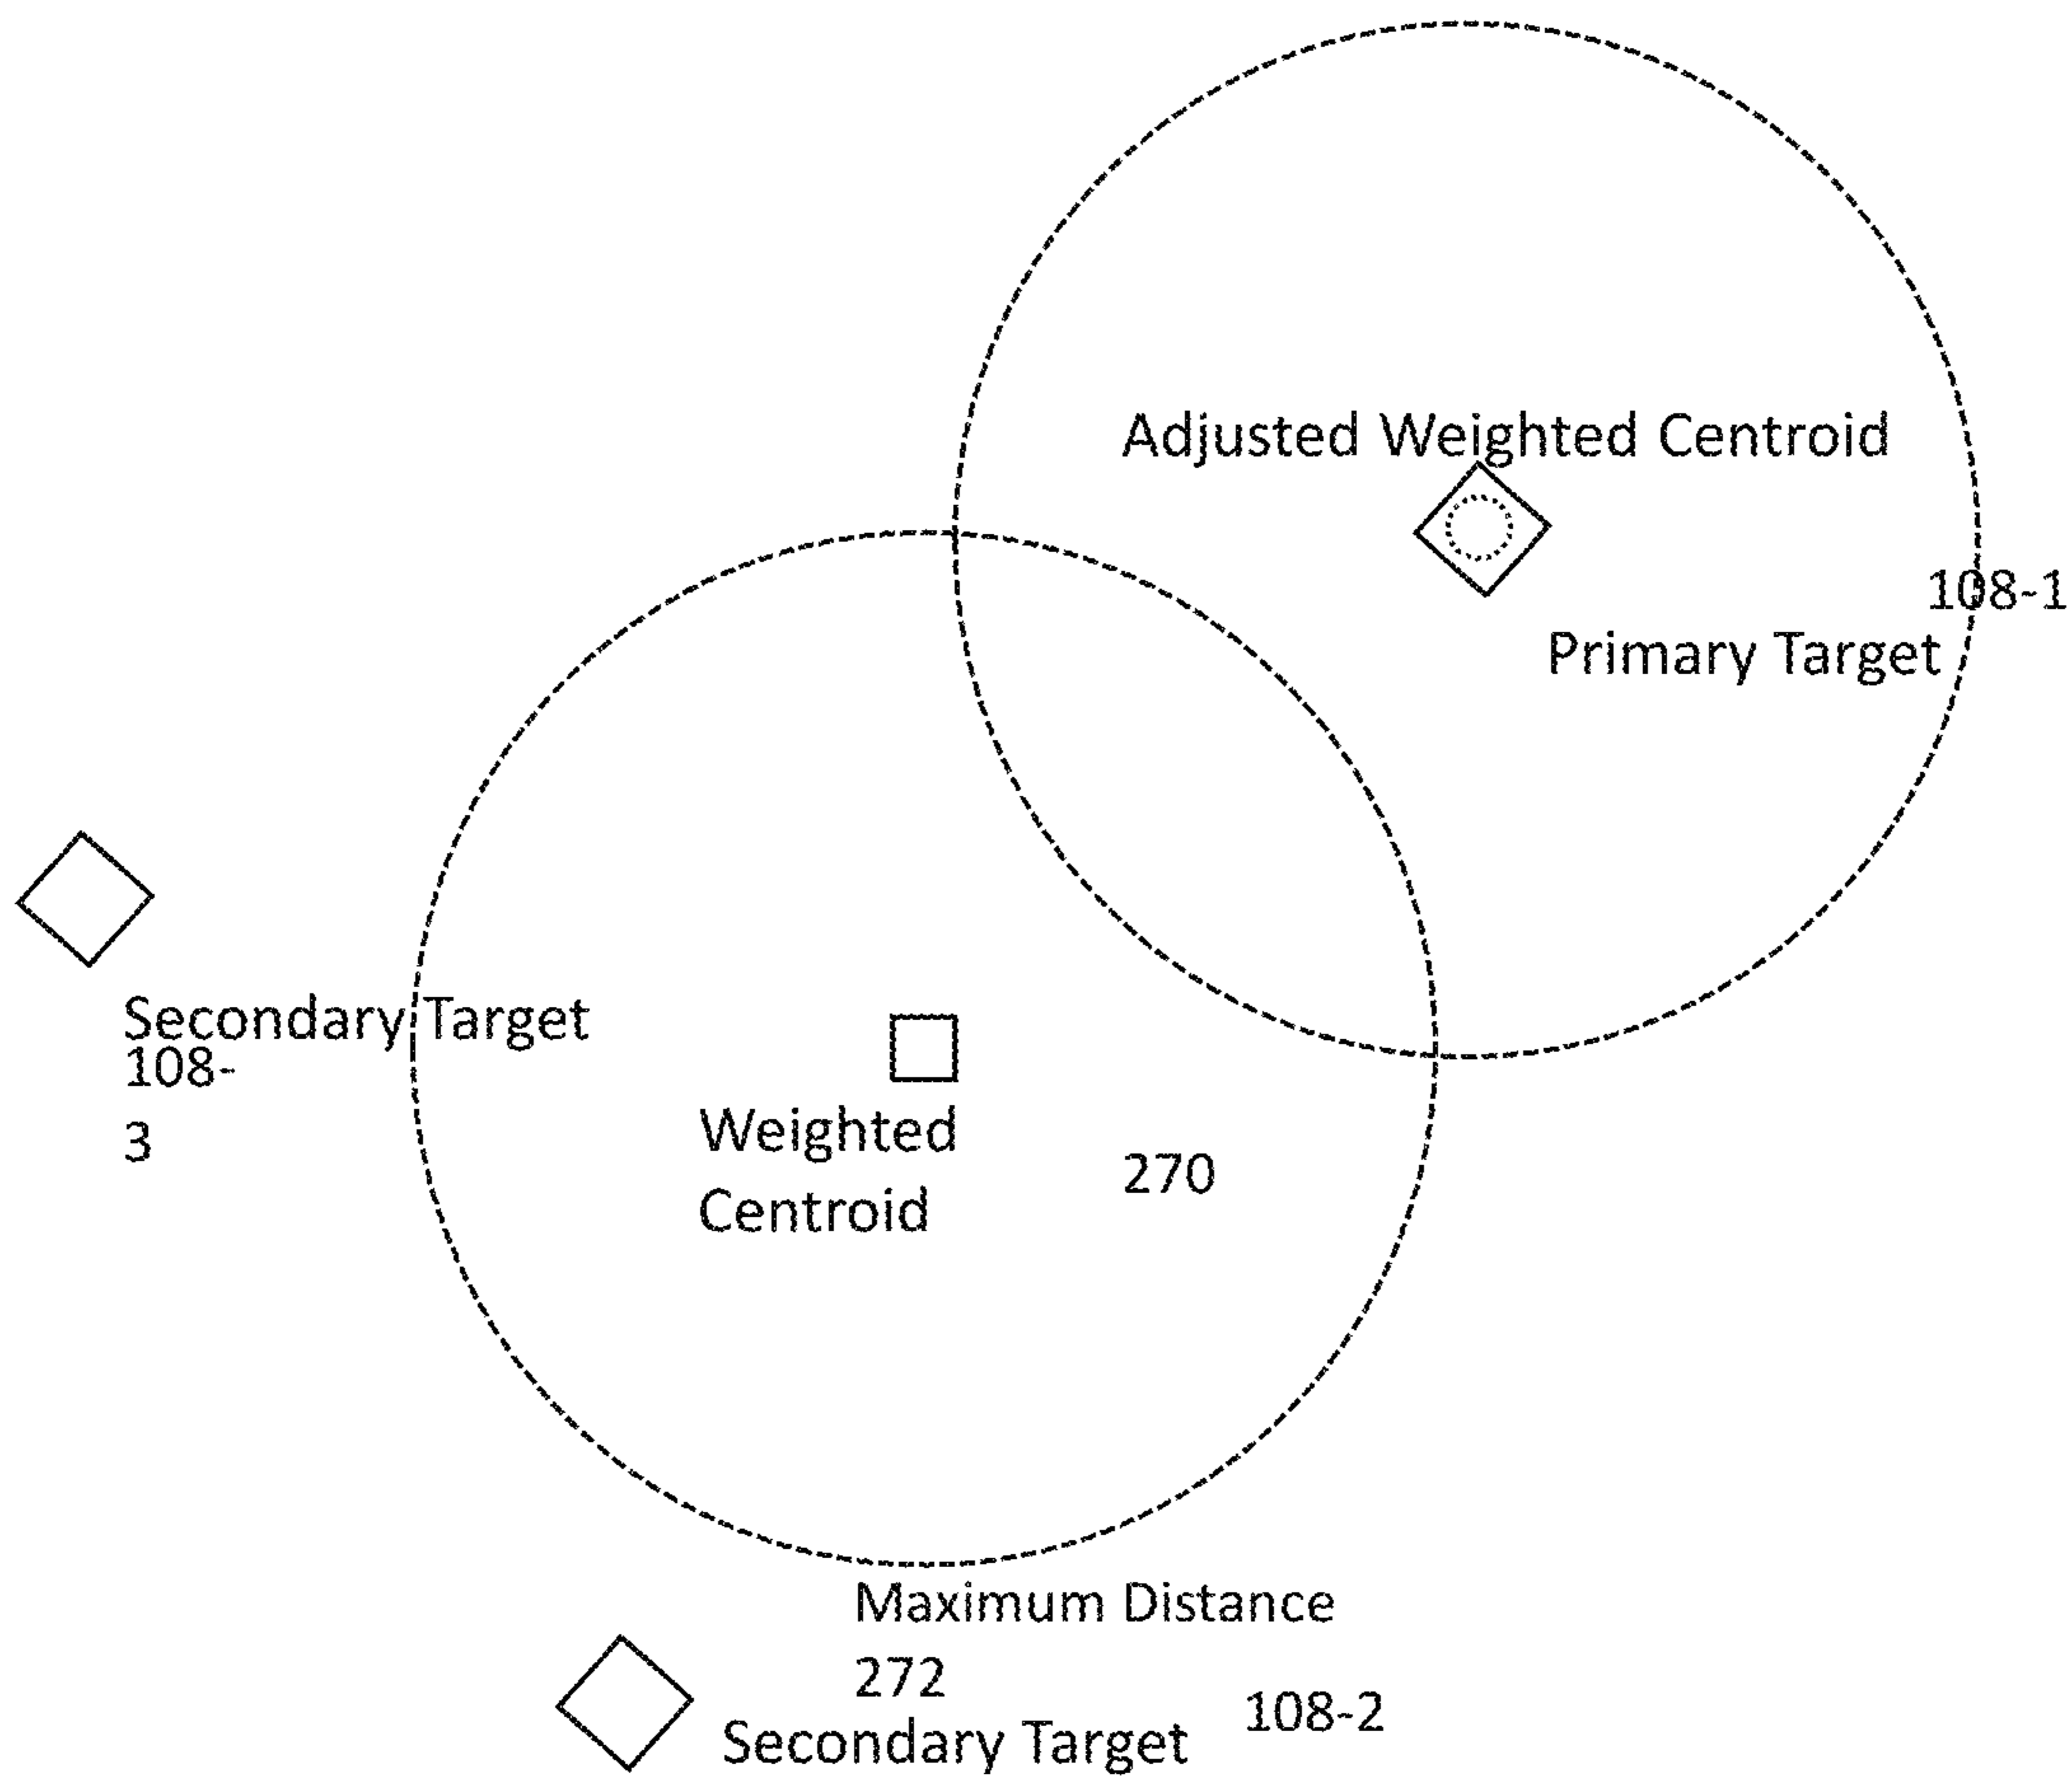 Adjusted Weighted Centroid
108-1
Primary Target
Secondary Target
108-
3
Weighted
Centroid
270
Maximum Distance
272
Secondary Target
108-2